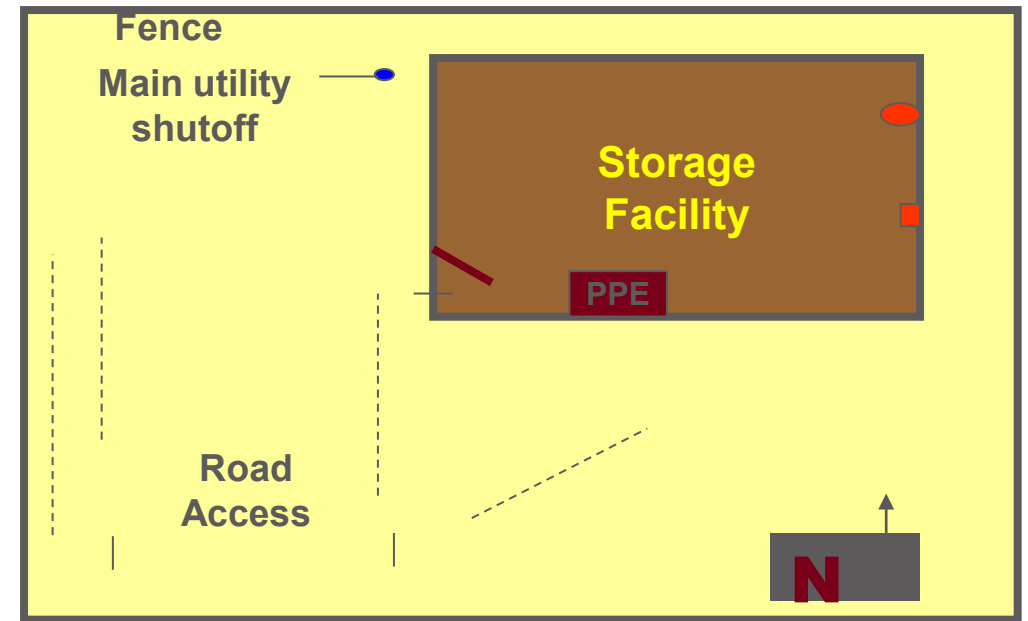 Fence
Main utility
shutoff
Storage
Facility
PPE
Road
Access
N